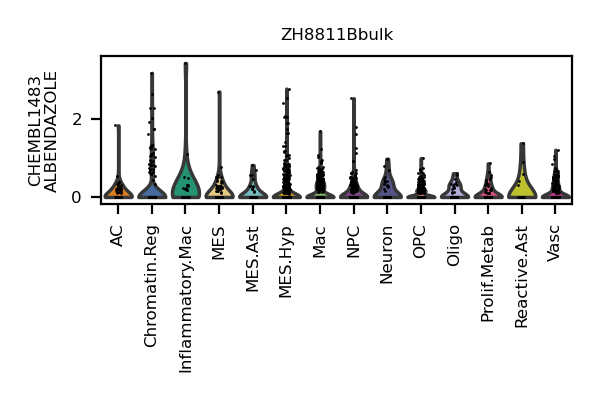 ZH8811Bbulk
CHEMBL1483
ALBENDAZOLE
2
0
AC
Chromatin.Reg
Inflammatory.Mac
MES
MES.Ast
MES.Hyp
Mac
NPC
Neuron
OPC
Oligo
Prolif.Metab
Reactive.Ast
Vasc